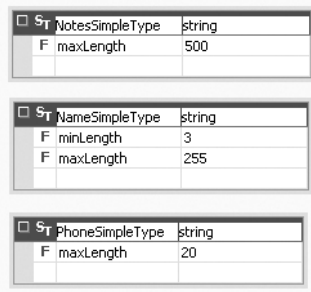 ST NotesSimpleType string
F maxLength 500
ST NameSimpleType string
F minLength 3
F maxLength 255
ST PhoneSimpleType string
F maxLength 20